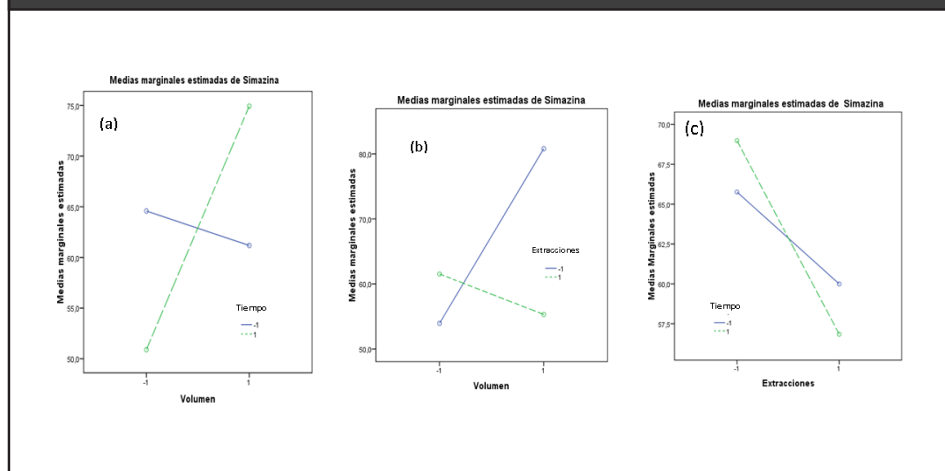 Medias marginales estimadas de Simazina
(a)
Medias marginales estimadas
75,0
70,0
65,0
60,0
55,0
50,0
Tiempo
-1
1
-1
1
Volumen
Medias marginales estimadas de Simazina
(b)
Medias marginales estimadas
80,0
70,0
60,0
50,0
Extracciones
-1
1
-1
1
Volumen
Medias marginales estimadas de Simazina
(c)
Medias Marginales estimadas
70,0
67,5
65,0
62,5
60,0
57,5
Tiempo
-1
1
-1
1
Extracciones